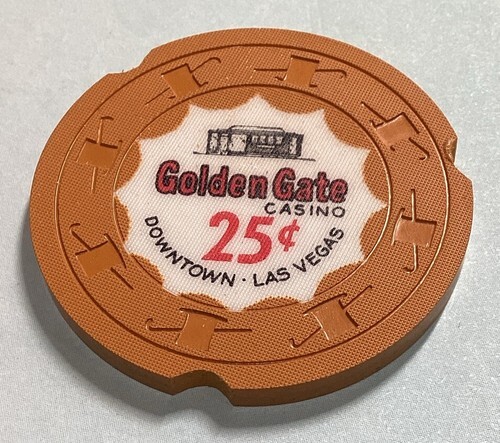 Golden Gate
CASINO
25¢
DOWNTOWN · LAS VEGAS